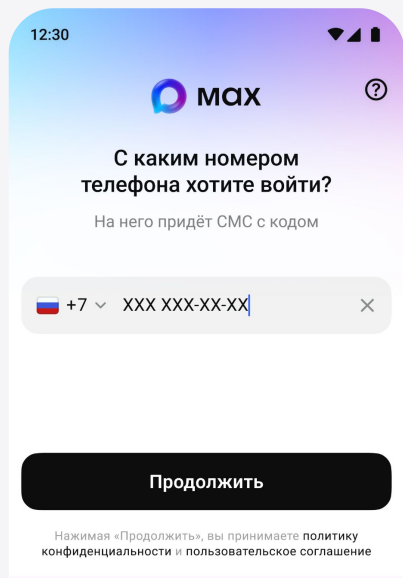 12:30
мах
С каким номером
телефона хотите войти?
На него придёт СМС с кодом
+7 XXX XXX-XX-XX
Продолжить
Нажимая «Продолжить», вы принимаете политику
конфиденциальности и пользовательское соглашение